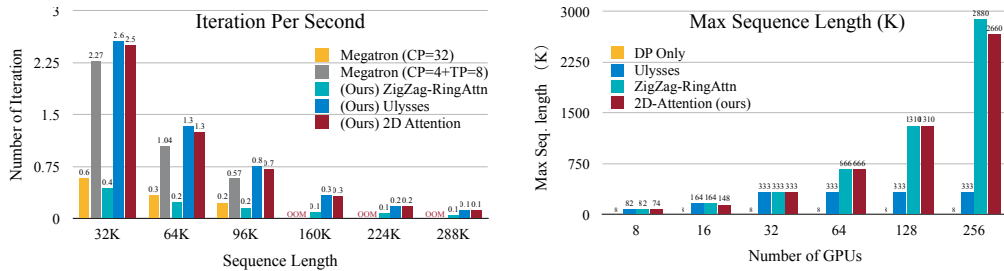 Iteration Per Second
Number of Iteration
3
2.25
1.5
0.75
0
Megatron (CP=32)
Megatron (CP=4+TP=8)
(Ours) ZigZag-RingAttn
(Ours) Ulysses
(Ours) 2D Attention
0.6 2.27 0.4 2.6 2.5
0.3 1.04 0.2 1.3 1.3
0.2 0.57 0.2 0.8 0.7
OOM 0.1 0.3 0.3
OOM 0.1 0.2 0.2
OOM 0.1 0.1 0.1
32K 64K 96K 160K 224K 288K
Sequence Length
Max Sequence Length (K)
Max Seq. length (K)
3000
2250
1500
750
0
DP Only
Ulysses
ZigZag-RingAttn
2D-Attention (ours)
8 82 82 74
8 164 164 148
8 333 333 333
8 333 666 666
8 333 1310 1310
8 333 2880 2660
8 16 32 64 128 256
Number of GPUs